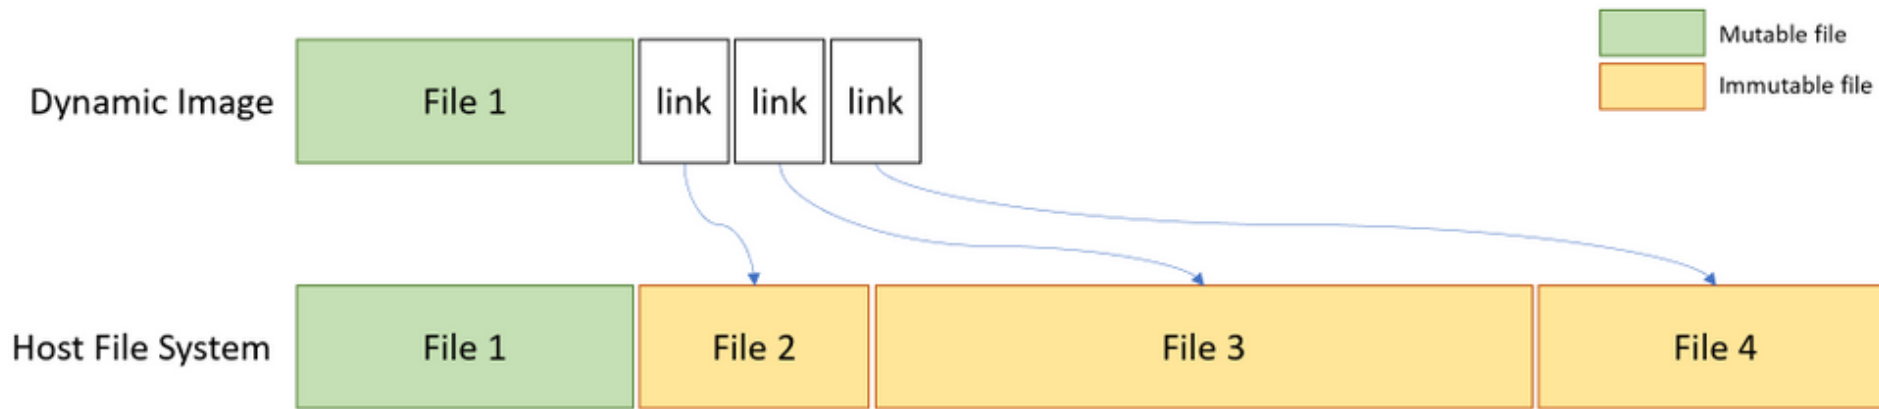 Mutable file
Immutable file
Dynamic Image
File 1
link
link
link
Host File System
File 1
File 2
File 3
File 4